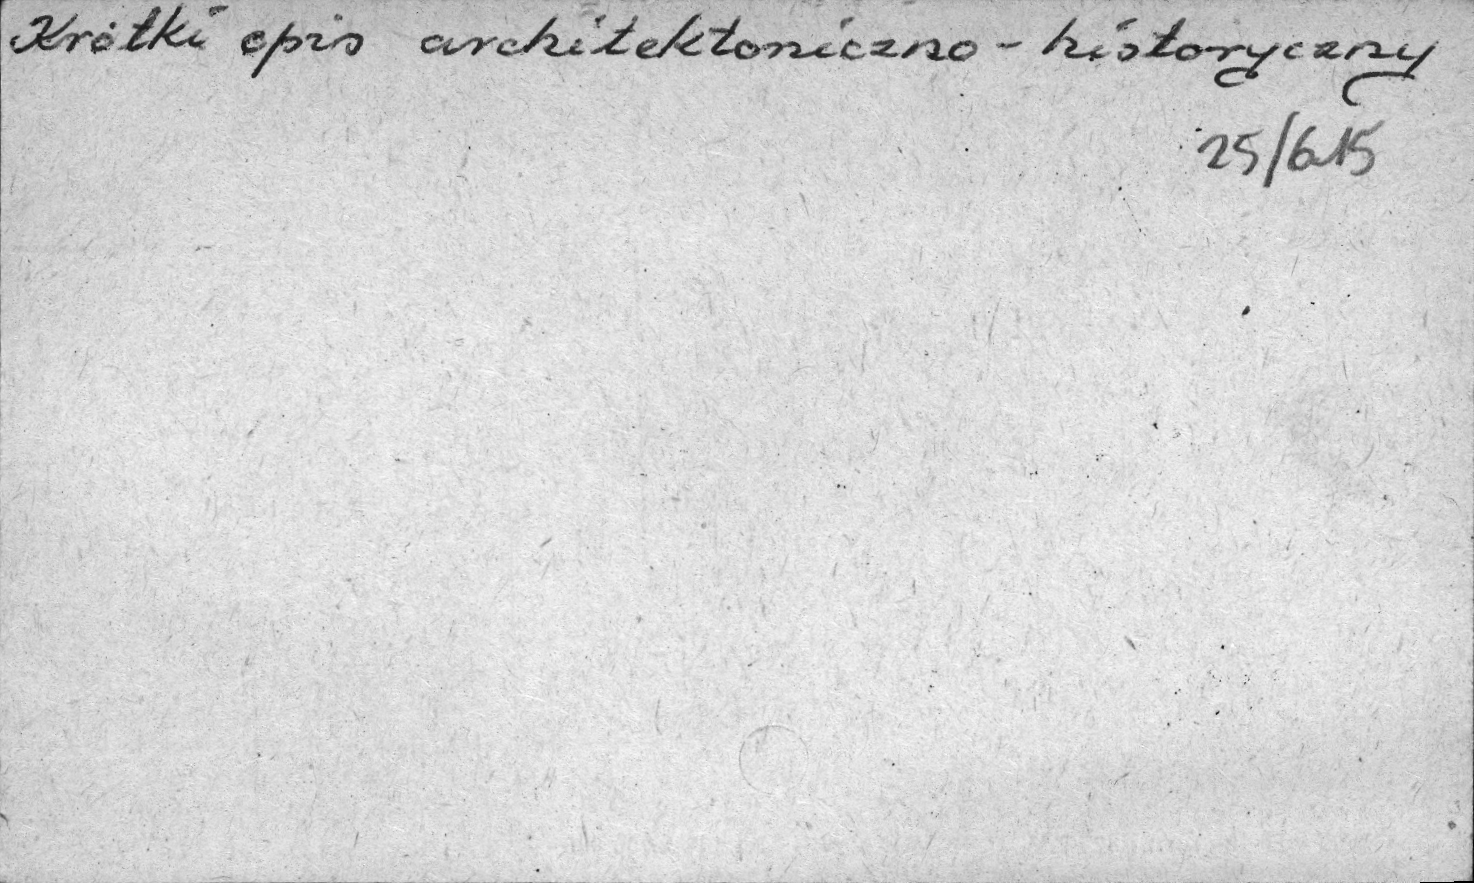 Krótki opis architektoniczno - historyczny
25/615